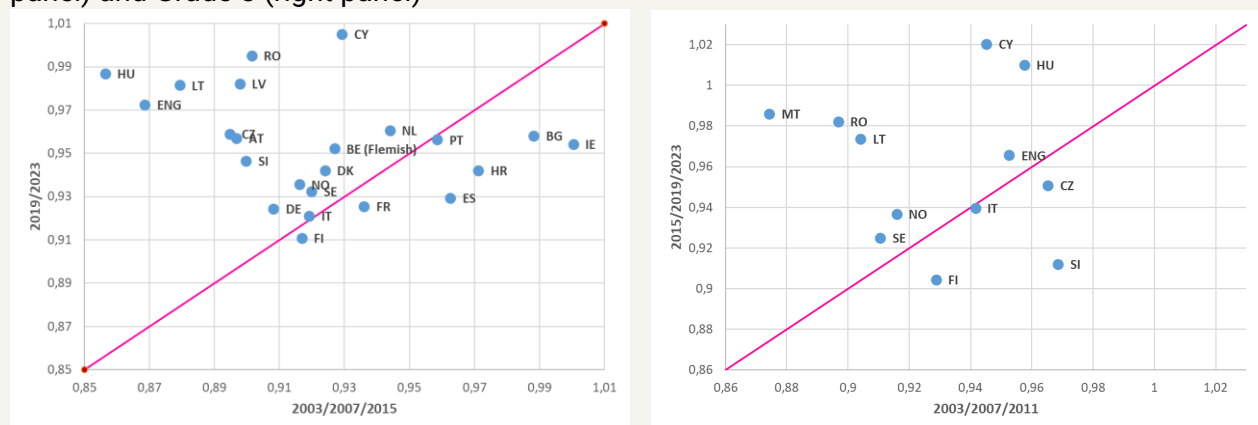 panel) and Grade 8 (right panel)
1,01
0,99
0,97
0,95
0,93
0,91
0,89
0,87
0,85
2019/2023
CY
RO
HU
LT
LV
ENG
CZ
AT
SI
NL
BE (Flemish)
PT
BG
IE
DK
HR
NO
SE
ES
DE
IT
FR
FI
0,85 0,87 0,89 0,91 0,93 0,95 0,97 0,99 1,01
2003/2007/2015
1,02
1
0,98
0,96
0,94
0,92
0,9
0,88
0,86
2015/2019/2023
CY
HU
MT
RO
LT
ENG
CZ
NO
IT
SE
SI
FI
0,86 0,88 0,9 0,92 0,94 0,96 0,98 1 1,02
2003/2007/2011